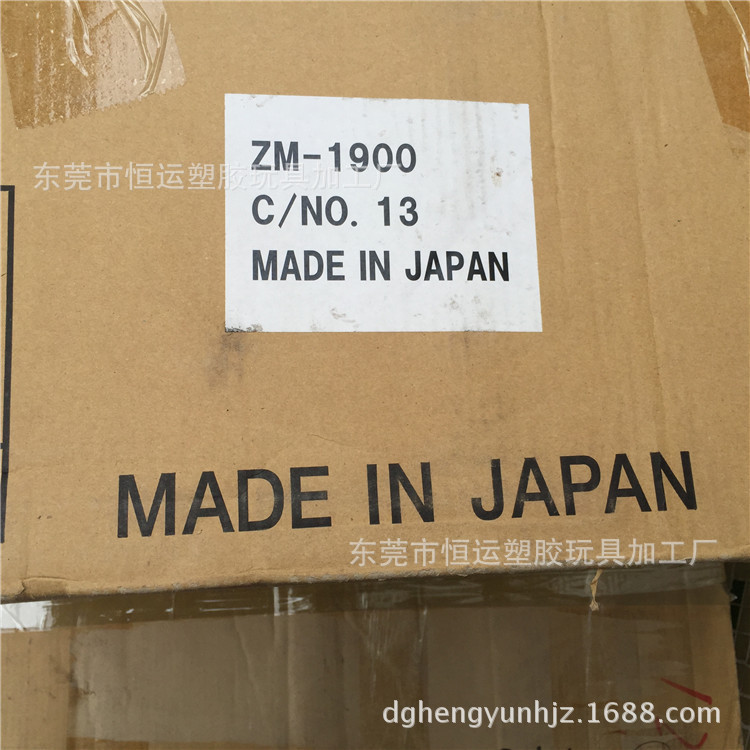 ZM-1900
东莞市恒运塑胶玩具加工厂
C/NO. 13
MADE IN JAPAN
MADE IN JAPAN
东莞市恒运塑胶玩具加工厂
dghengyunhjz.1688.com